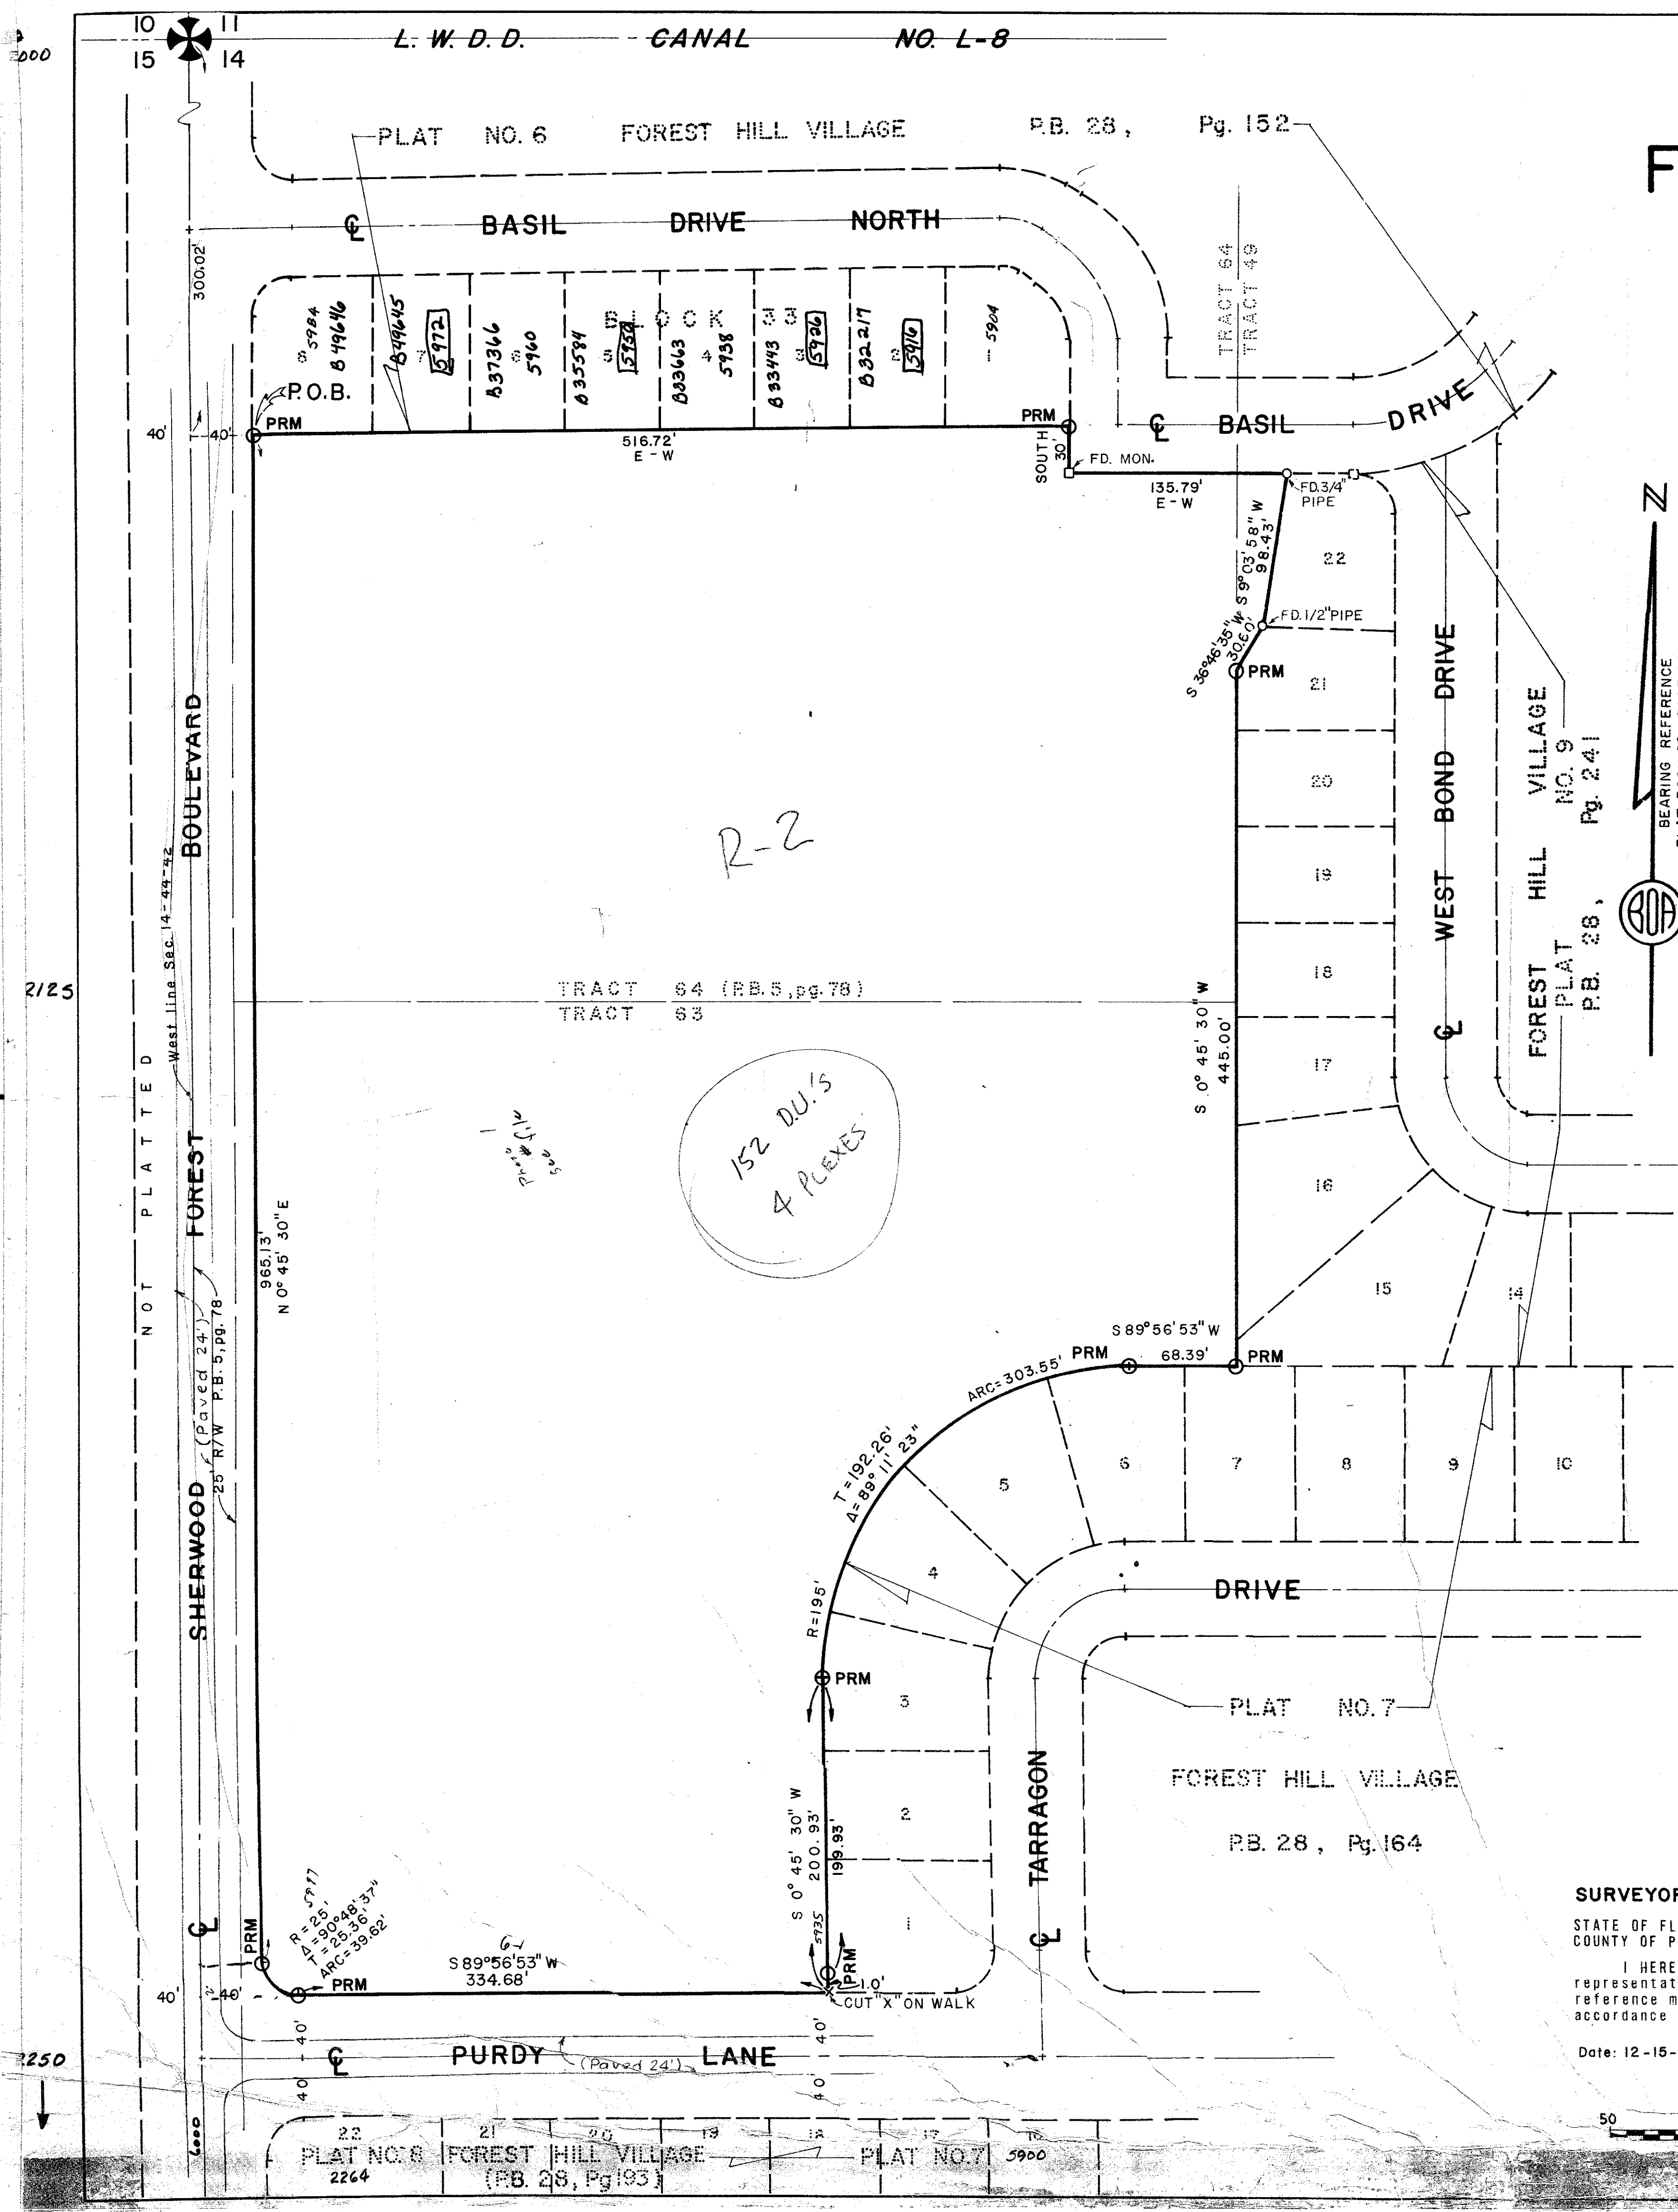 10 11
15 14
2000
L. W. D. D. CANAL NO. L-8
PLAT NO. 6 FOREST HILL VILLAGE P.B. 28, Pg. 152
F
℄ BASIL DRIVE NORTH
300.02'
TRACT 64
TRACT 49
BLOCK 33
8 5984 B49646
7 B49645 5972
6 B37366 5960
5 B35584 5950
4 B33663 5938
3 B33443 5926
2 B32217 5916
5904
P.O.B.
PRM
40' 40'
516.72'
E-W
PRM
SOUTH
30'
FD. MON.
℄ BASIL DRIVE
135.79'
E-W
FD.3/4"
PIPE
S 9°03'58" W
98.43'
FD.1/2" PIPE
S 36°46'35" W
30.60'
PRM
22
21
20
19
18
17
16
15
14
℄ WEST BOND DRIVE
FOREST HILL VILLAGE
PLAT NO. 9
P.B. 28, Pg. 241
N
BEARING REFERENCE
BOA
R-2
2125
TRACT 64 (P.B. 5, pg. 78)
TRACT 63
152 D.U.'S
4 PLEXES
see
S 0° 45' 30" W
445.00'
NOT PLATTED
West line Sec. 14-44-42
℄ SHERWOOD FOREST BOULEVARD
(Paved 24')
25' R/W P.B. 5, pg. 78
965.13'
N 0° 45' 30" E
S 89°56'53" W
68.39'
PRM
PRM
ARC=303.55'
T=192.26'
Δ=89° 11' 23"
R=195'
PRM
5
6
7
8
9
10
4
3
2
1
DRIVE
℄ TARRAGON
PLAT NO. 7
FOREST HILL VILLAGE
P.B. 28, Pg. 164
S 0° 45' 30" W
200.93'
199.93'
5935
PRM
1.0'
CUT "X" ON WALK
5977
R = 25'
Δ = 90°48'37"
T = 25.36'
ARC = 39.62'
PRM
PRM
40' 40'
S 89°56'53" W
334.68'
40' 40'
40' 40'
℄ PURDY (Paved 24') LANE
2250
6000
22 21 20 19 18 17 16
PLAT NO. 8 FOREST HILL VILLAGE PLAT NO. 7 5900
2264 (P.B. 28, Pg 193)
SURVEYOR
STATE OF FL
COUNTY OF P
I HERE
representat
reference m
accordance
Date: 12-15-
50